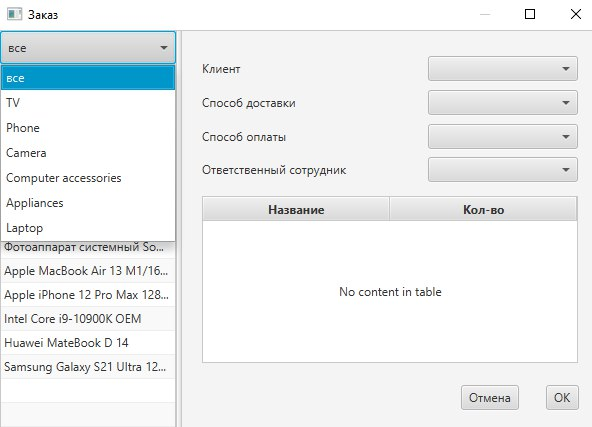 Заказ
все
все
TV
Phone
Camera
Computer accessories
Appliances
Laptop
Фотоаппарат системный So...
Apple MacBook Air 13 M1/16...
Apple iPhone 12 Pro Max 128...
Intel Core i9-10900K OEM
Huawei MateBook D 14
Samsung Galaxy S21 Ultra 12...
Клиент
Способ доставки
Способ оплаты
Ответственный сотрудник
Название Кол-во
No content in table
Отмена OK